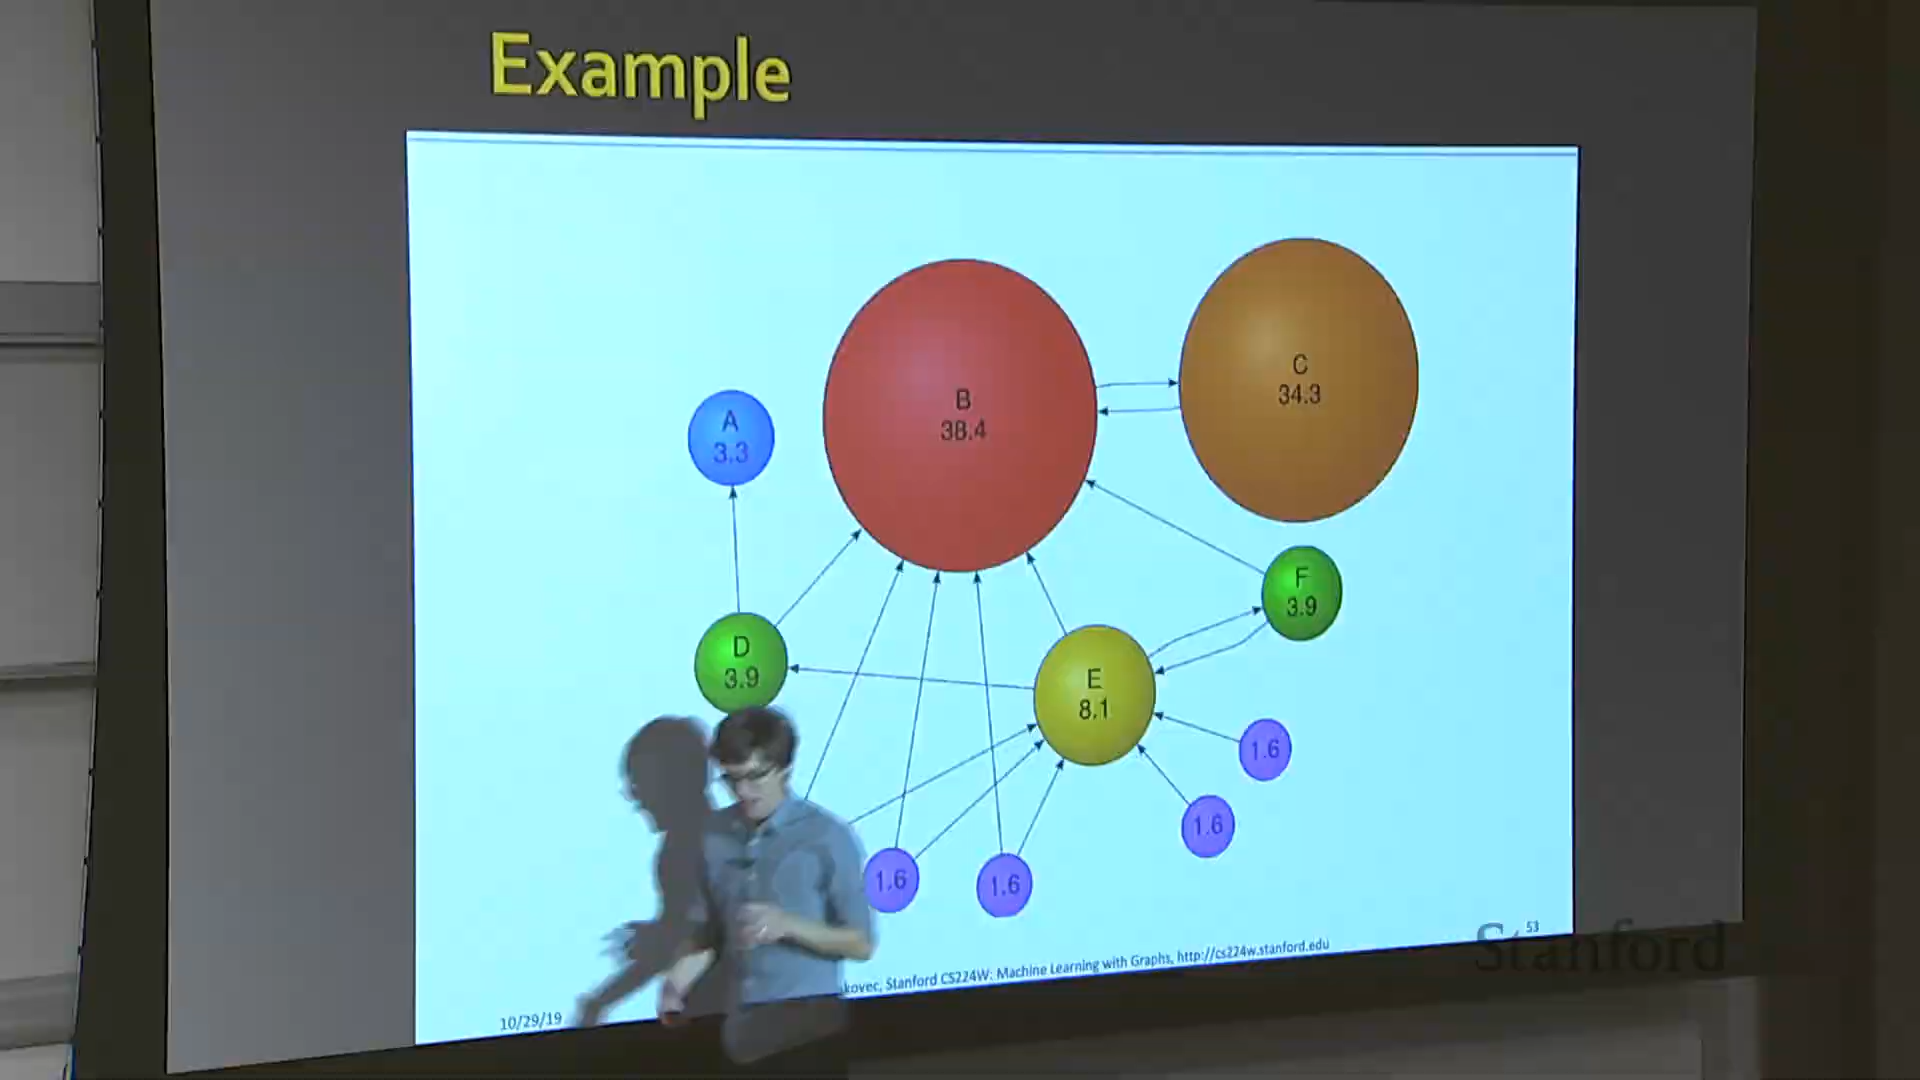 Example
B
38.4
C
34.3
A
3.3
F
3.9
D
3.9
E
8.1
1.6
1.6
1.6
1.6
53
Stanford
kovec, Stanford CS224W: Machine Learning with Graphs, http://cs224w.stanford.edu
10/29/19